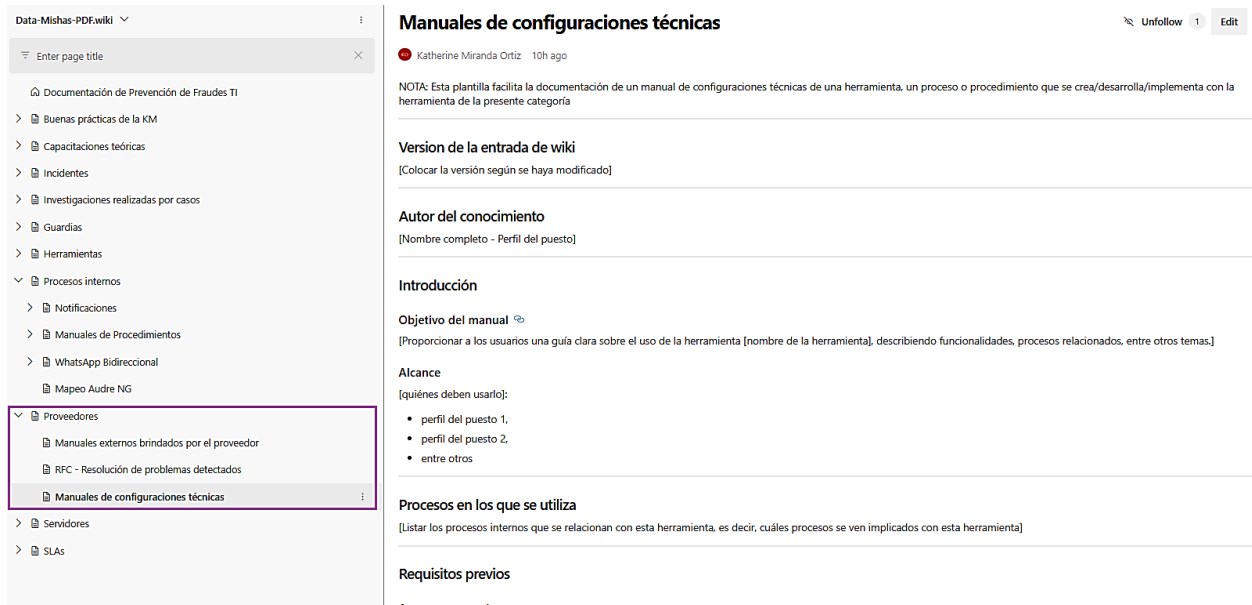 Data-Mishas-PDF.wiki
Enter page title
Documentación de Prevención de Fraudes TI
Buenas prácticas de la KM
Capacitaciones teóricas
Incidentes
Investigaciones realizadas por casos
Guardias
Herramientas
Procesos internos
Notificaciones
Manuales de Procedimientos
WhatsApp Bidireccional
Mapeo Audre NG
Proveedores
Manuales externos brindados por el proveedor
RFC - Resolución de problemas detectados
Manuales de configuraciones técnicas
Servidores
SLAs
Manuales de configuraciones técnicas
Unfollow 1 Edit
KO Katherine Miranda Ortiz 10h ago
NOTA: Esta plantilla facilita la documentación de un manual de configuraciones técnicas de una herramienta, un proceso o procedimiento que se crea/desarrolla/implementa con la
herramienta de la presente categoría
Version de la entrada de wiki
[Colocar la versión según se haya modificado]
Autor del conocimiento
[Nombre completo - Perfil del puesto]
Introducción
Objetivo del manual
[Proporcionar a los usuarios una guía clara sobre el uso de la herramienta [nombre de la herramienta], describiendo funcionalidades, procesos relacionados, entre otros temas.]
Alcance
[quiénes deben usarlo]:
• perfil del puesto 1,
• perfil del puesto 2,
• entre otros
Procesos en los que se utiliza
[Listar los procesos internos que se relacionan con esta herramienta, es decir, cuáles procesos se ven implicados con esta herramienta]
Requisitos previos